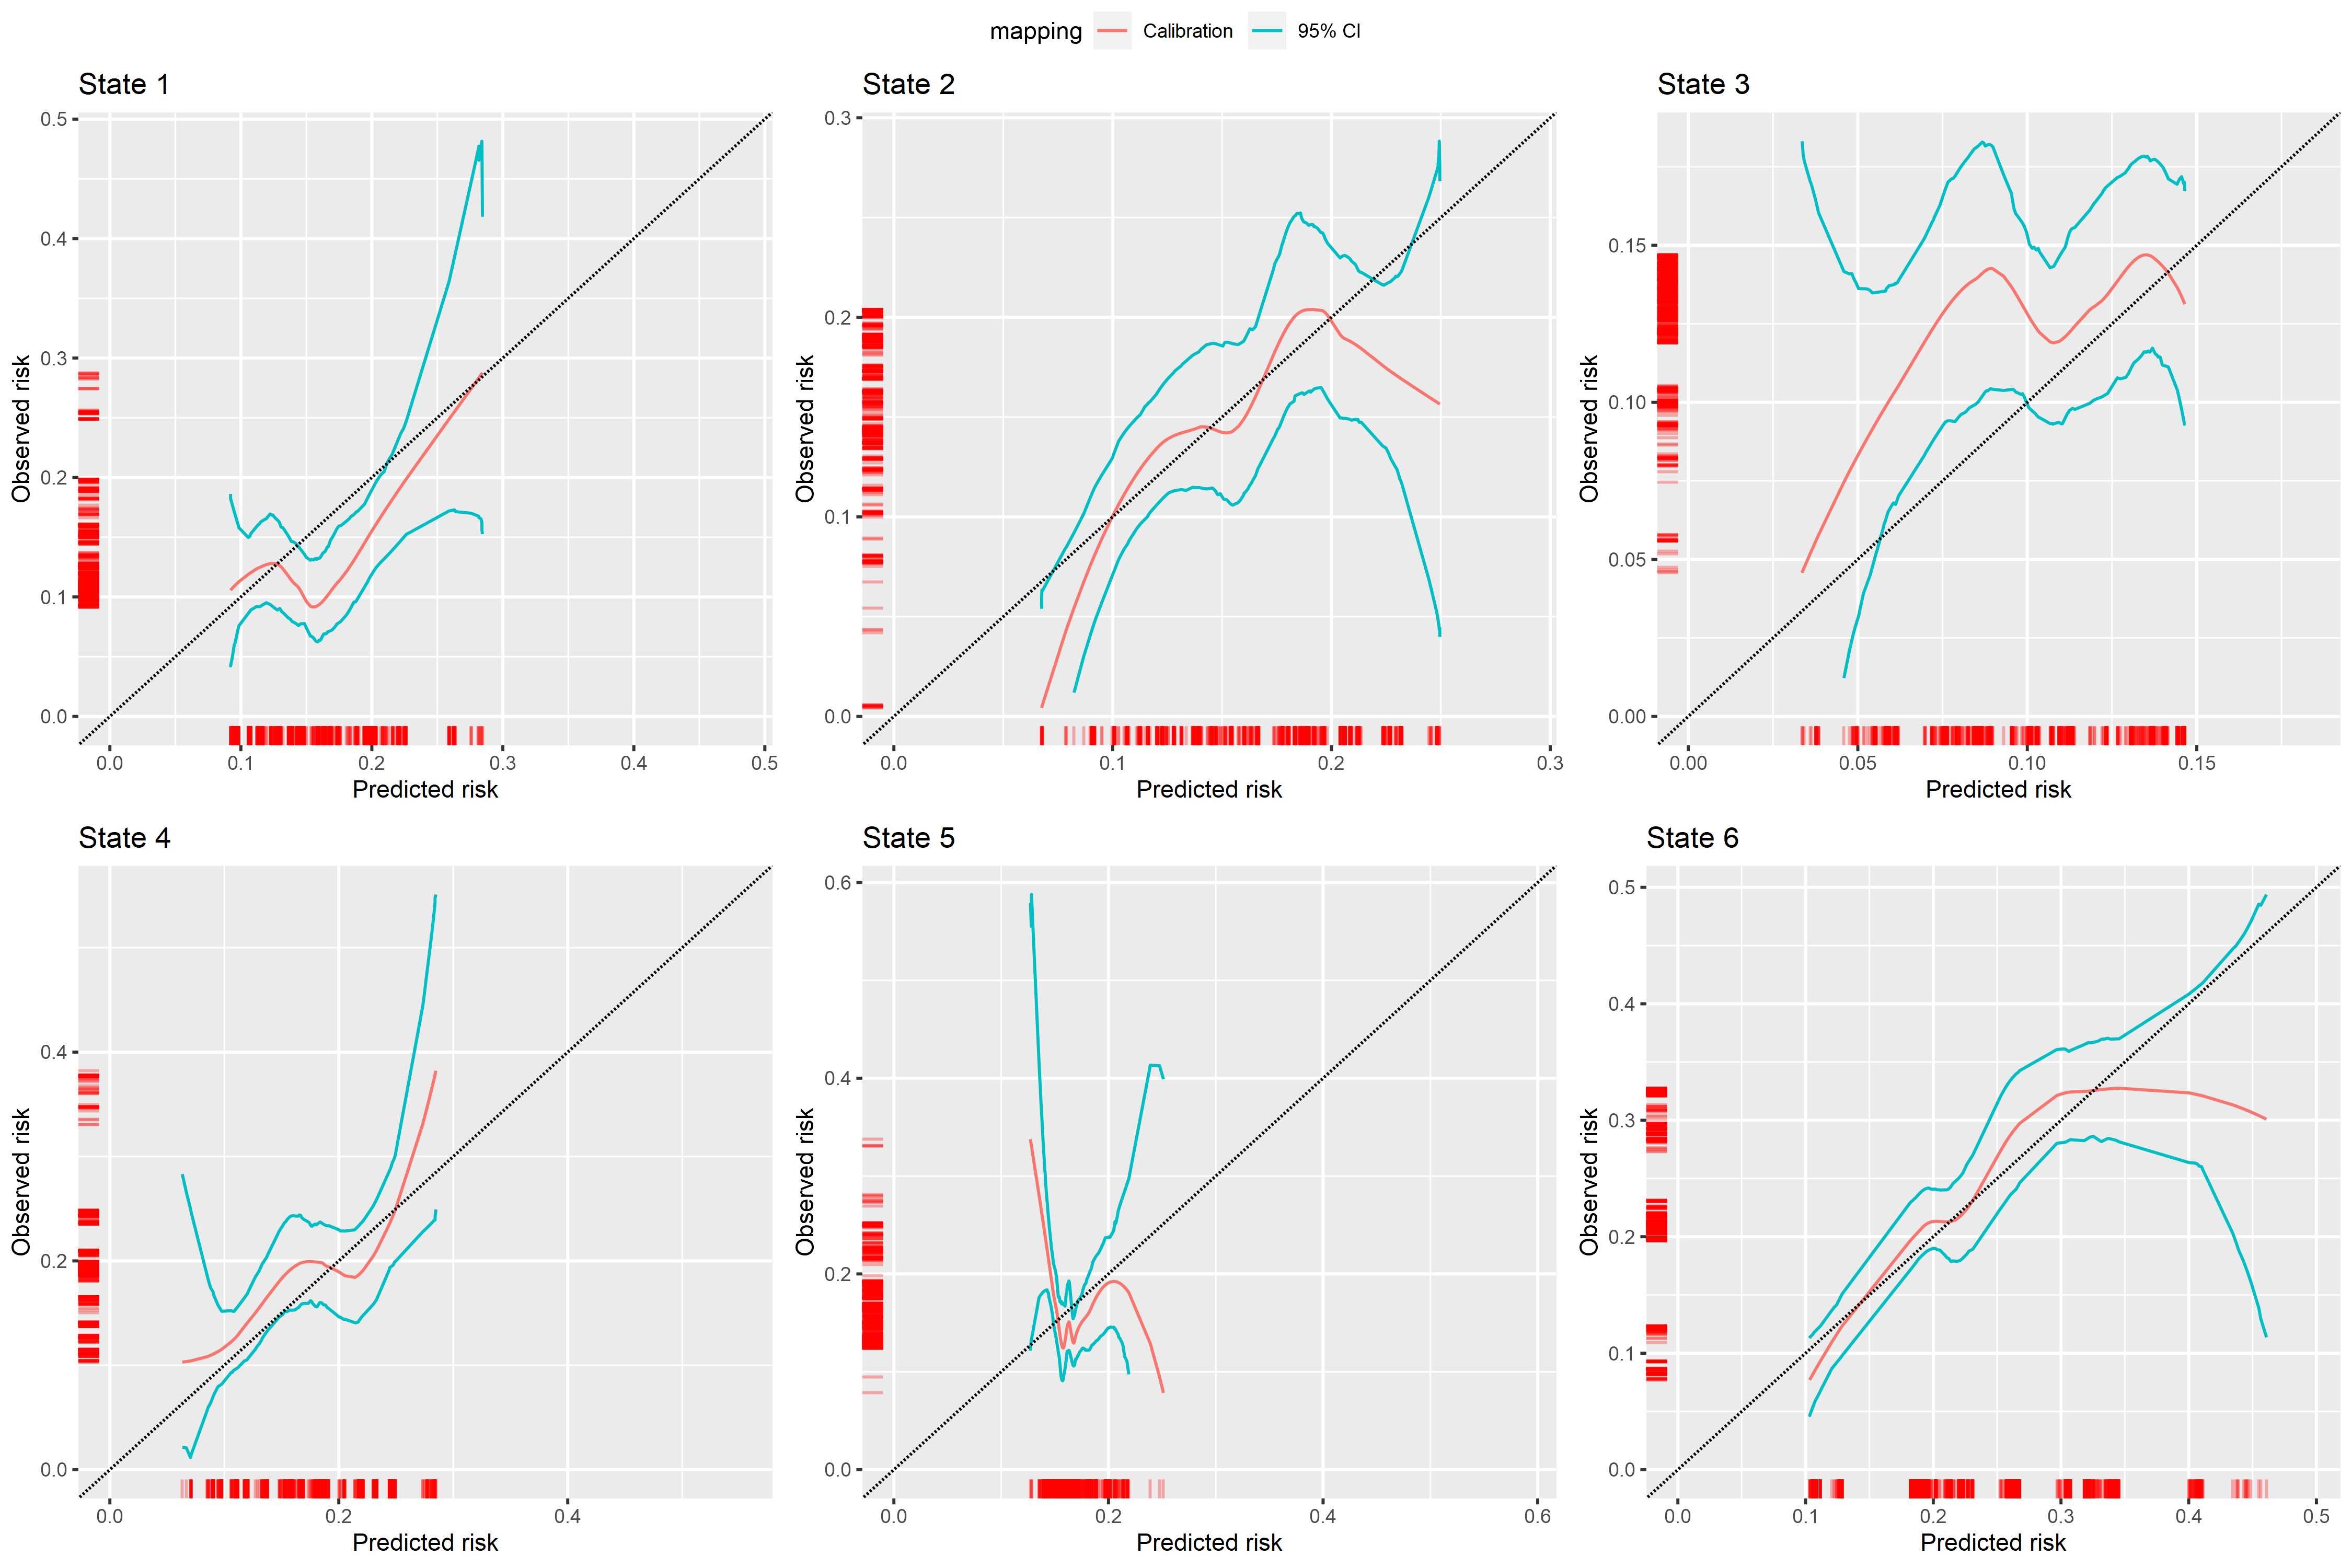 mapping Calibration 95% CI
State 1 State 2 State 3
0.5
0.4
0.3
0.2
0.1
0.0
Observed risk
0.0 0.1 0.2 0.3 0.4 0.5
Predicted risk
0.3
0.2
0.1
0.0
Observed risk
0.0 0.1 0.2 0.3
Predicted risk
0.15
0.10
0.05
0.00
Observed risk
0.00 0.05 0.10 0.15
Predicted risk
State 4 State 5 State 6
0.4
0.2
0.0
Observed risk
0.0 0.2 0.4
Predicted risk
0.6
0.4
0.2
0.0
Observed risk
0.0 0.2 0.4 0.6
Predicted risk
0.5
0.4
0.3
0.2
0.1
0.0
Observed risk
0.0 0.1 0.2 0.3 0.4 0.5
Predicted risk